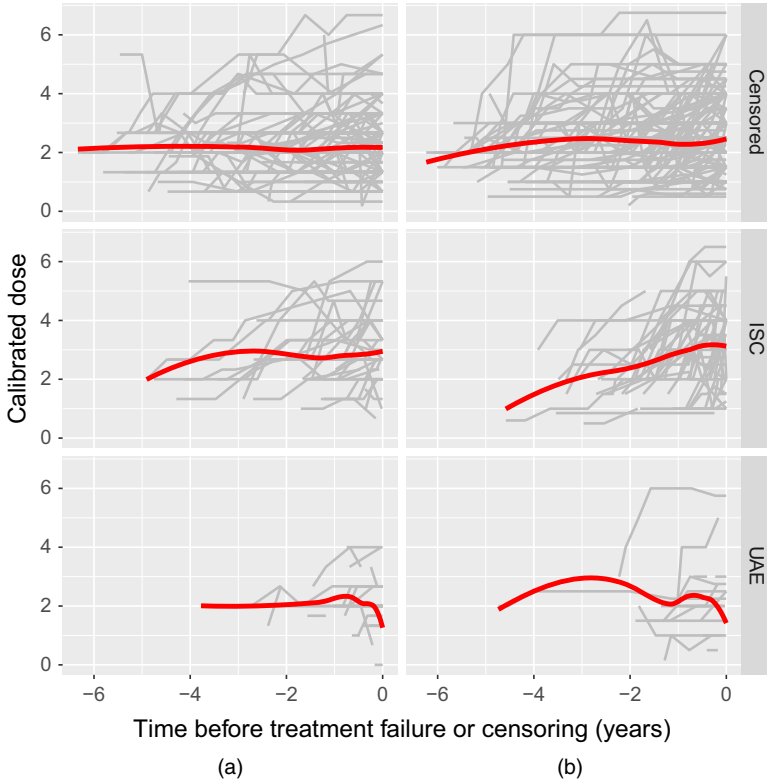 6
4
2
0
Censored
6
4
2
0
ISC
6
4
2
0
UAE
Calibrated dose
−6 −4 −2 0 −6 −4 −2 0
Time before treatment failure or censoring (years)
(a) (b)